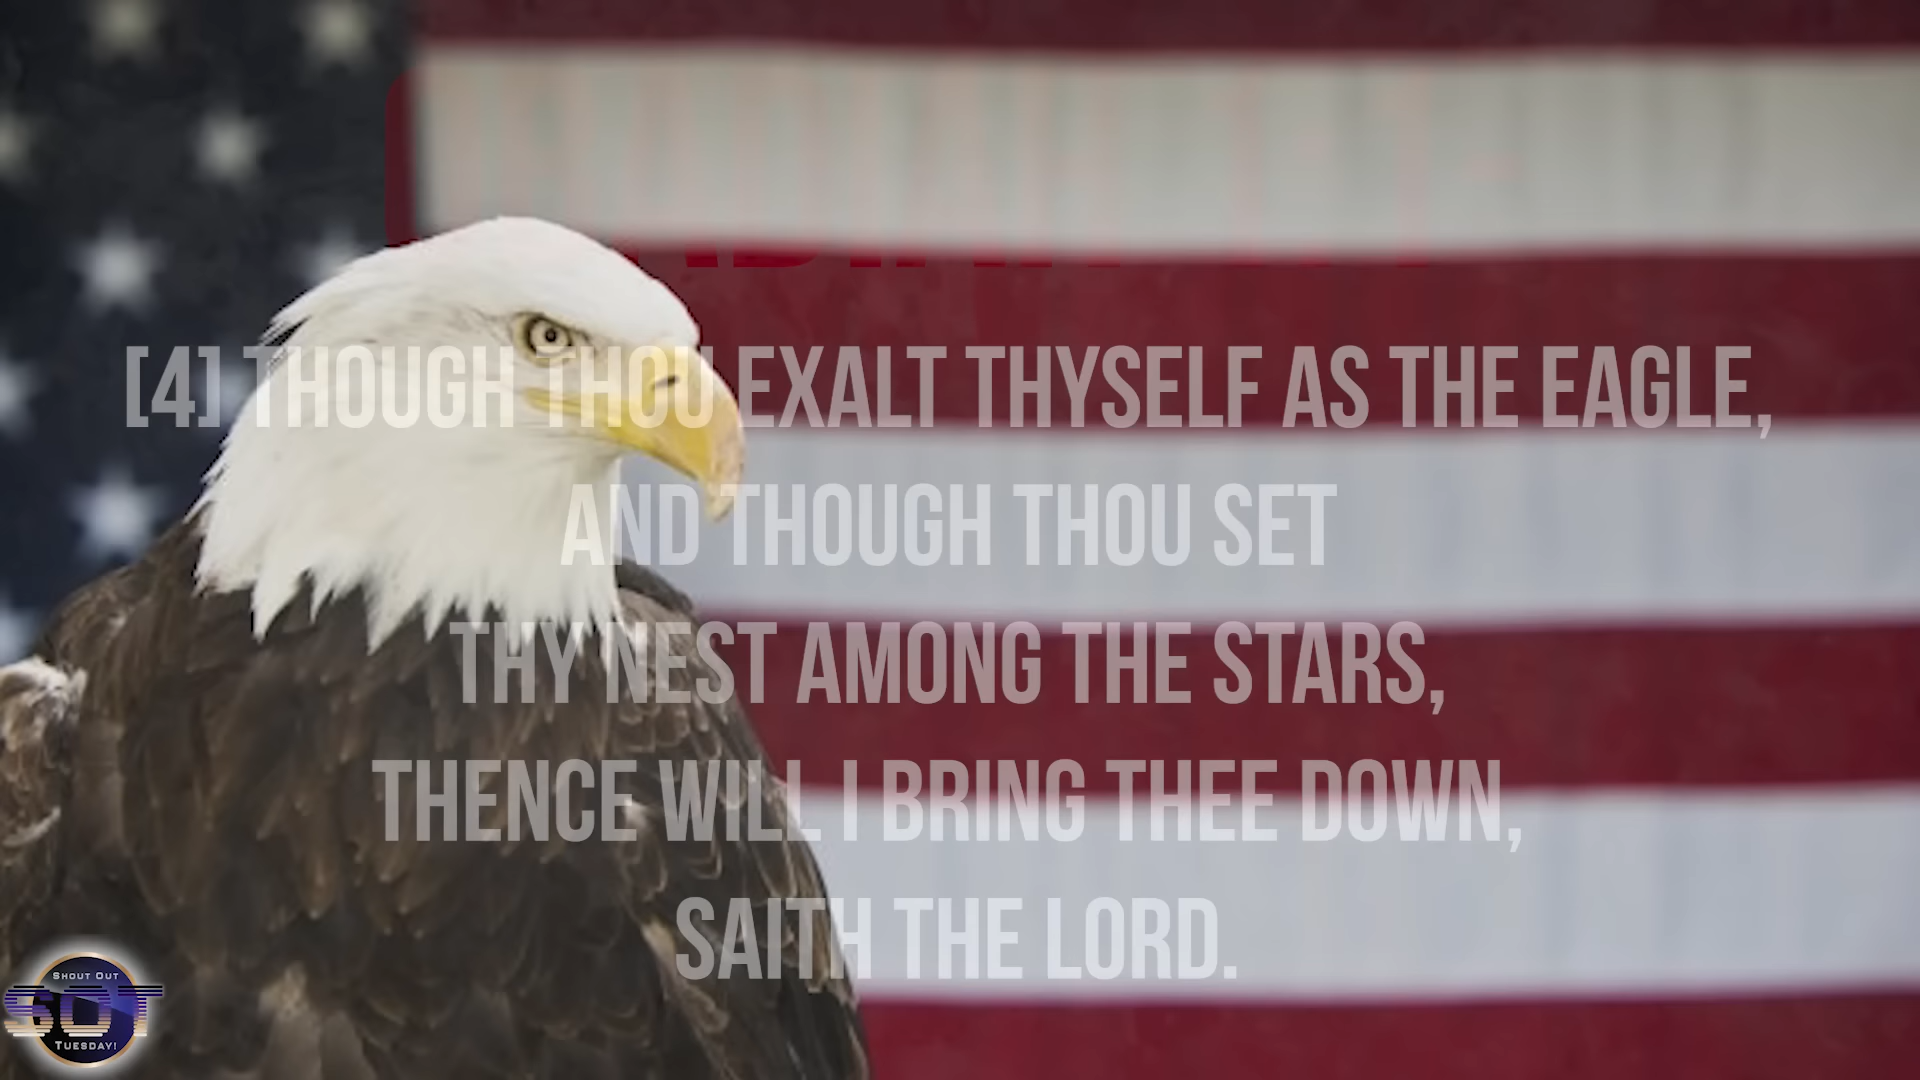 [4] THOUGH THOU EXALT THYSELF AS THE EAGLE,
AND THOUGH THOU SET
THY NEST AMONG THE STARS,
THENCE WILL I BRING THEE DOWN,
SAITH THE LORD.
SHOUT OUT
SOT
TUESDAY!